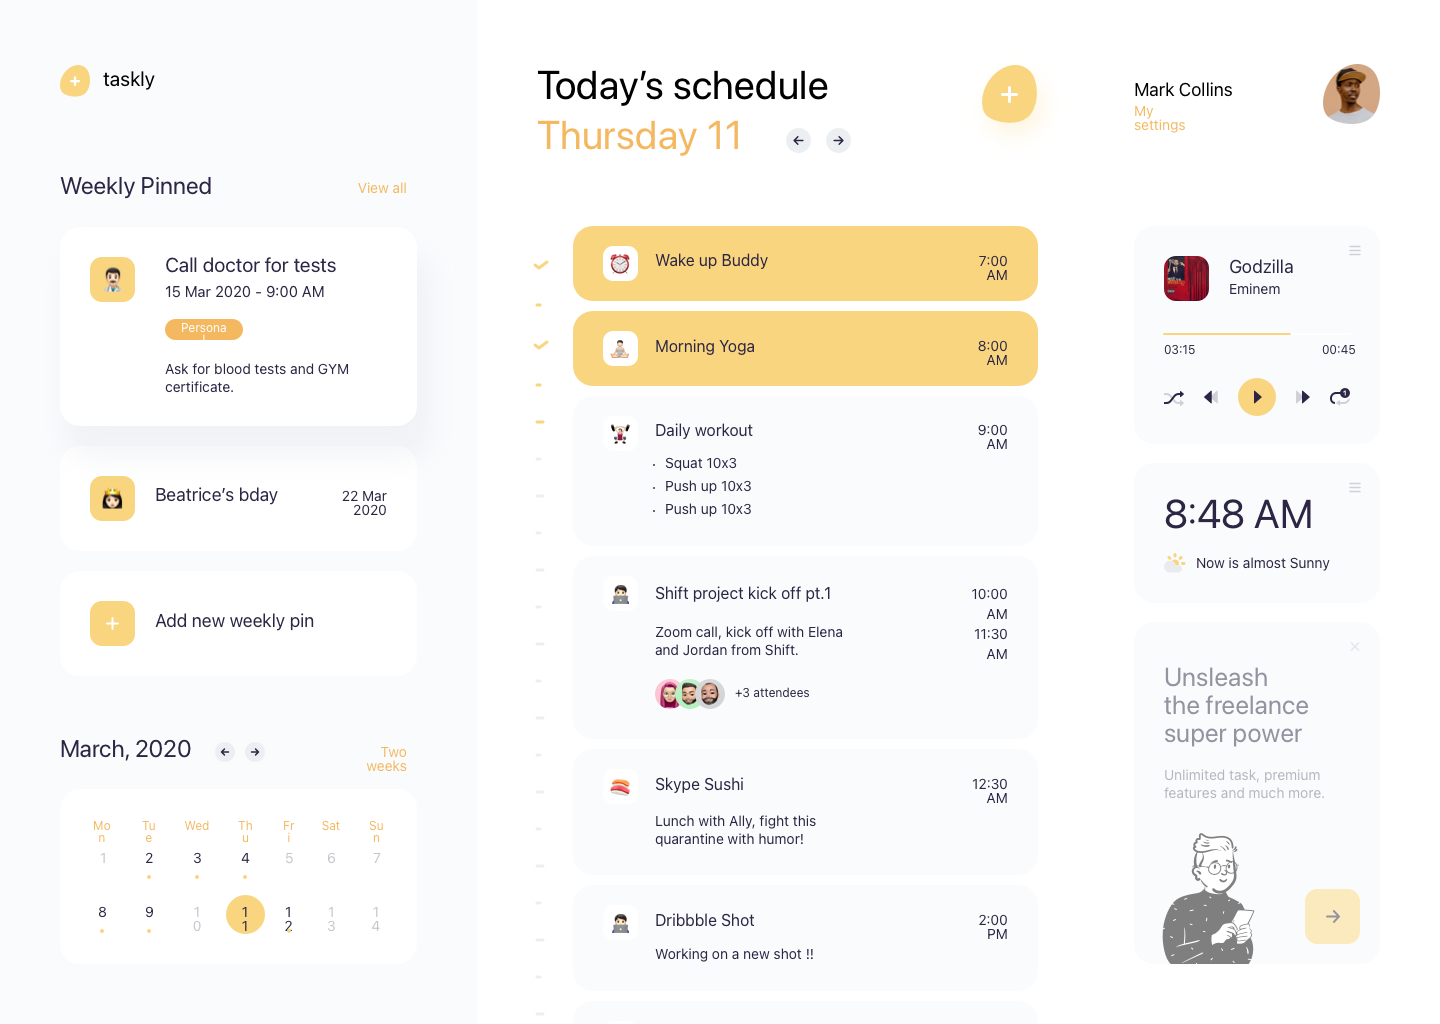 taskly
Weekly Pinned
View all
Call doctor for tests
15 Mar 2020 - 9:00 AM
Persona
l
Ask for blood tests and GYM
certificate.
Beatrice’s bday
22 Mar
2020
Add new weekly pin
March, 2020
Two
weeks
Mo
n
Tu
e
Wed
Th
u
Fr
i
Sat
Su
n
1 2 3 4 5 6 7
8 9 10 11 12 13 14
Today’s schedule
Thursday 11
Wake up Buddy
7:00
AM
Morning Yoga
8:00
AM
Daily workout
9:00
AM
· Squat 10x3
· Push up 10x3
· Push up 10x3
Shift project kick off pt.1
10:00
AM
11:30
AM
Zoom call, kick off with Elena
and Jordan from Shift.
+3 attendees
Skype Sushi
12:30
AM
Lunch with Ally, fight this
quarantine with humor!
Dribbble Shot
2:00
PM
Working on a new shot !!
Mark Collins
My
settings
Godzilla
Eminem
03:15
00:45
1
8:48 AM
Now is almost Sunny
Unsleash
the freelance
super power
Unlimited task, premium
features and much more.